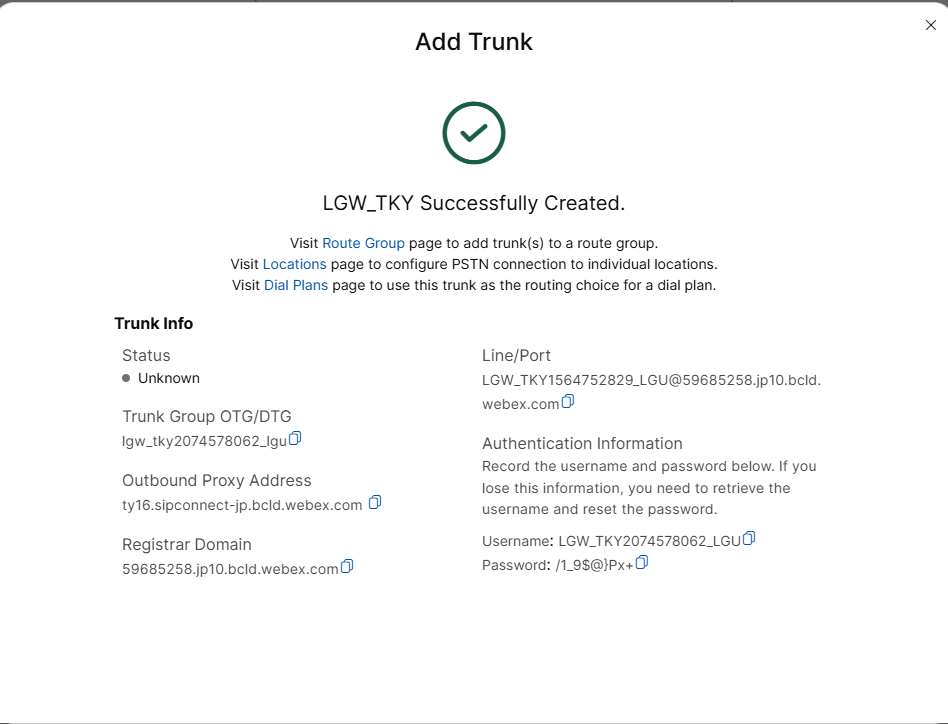 Add Trunk
LGW_TKY Successfully Created.
Visit Route Group page to add trunk(s) to a route group.
Visit Locations page to configure PSTN connection to individual locations.
Visit Dial Plans page to use this trunk as the routing choice for a dial plan.
Trunk Info
Status
Unknown
Trunk Group OTG/DTG
lgw_tky2074578062_lgu
Outbound Proxy Address
ty16.sipconnect-jp.bcld.webex.com
Registrar Domain
59685258.jp10.bcld.webex.com
Line/Port
LGW_TKY1564752829_LGU@59685258.jp10.bcld.
webex.com
Authentication Information
Record the username and password below. If you
lose this information, you need to retrieve the
username and reset the password.
Username: LGW_TKY2074578062_LGU
Password: /1_9$@}Px+